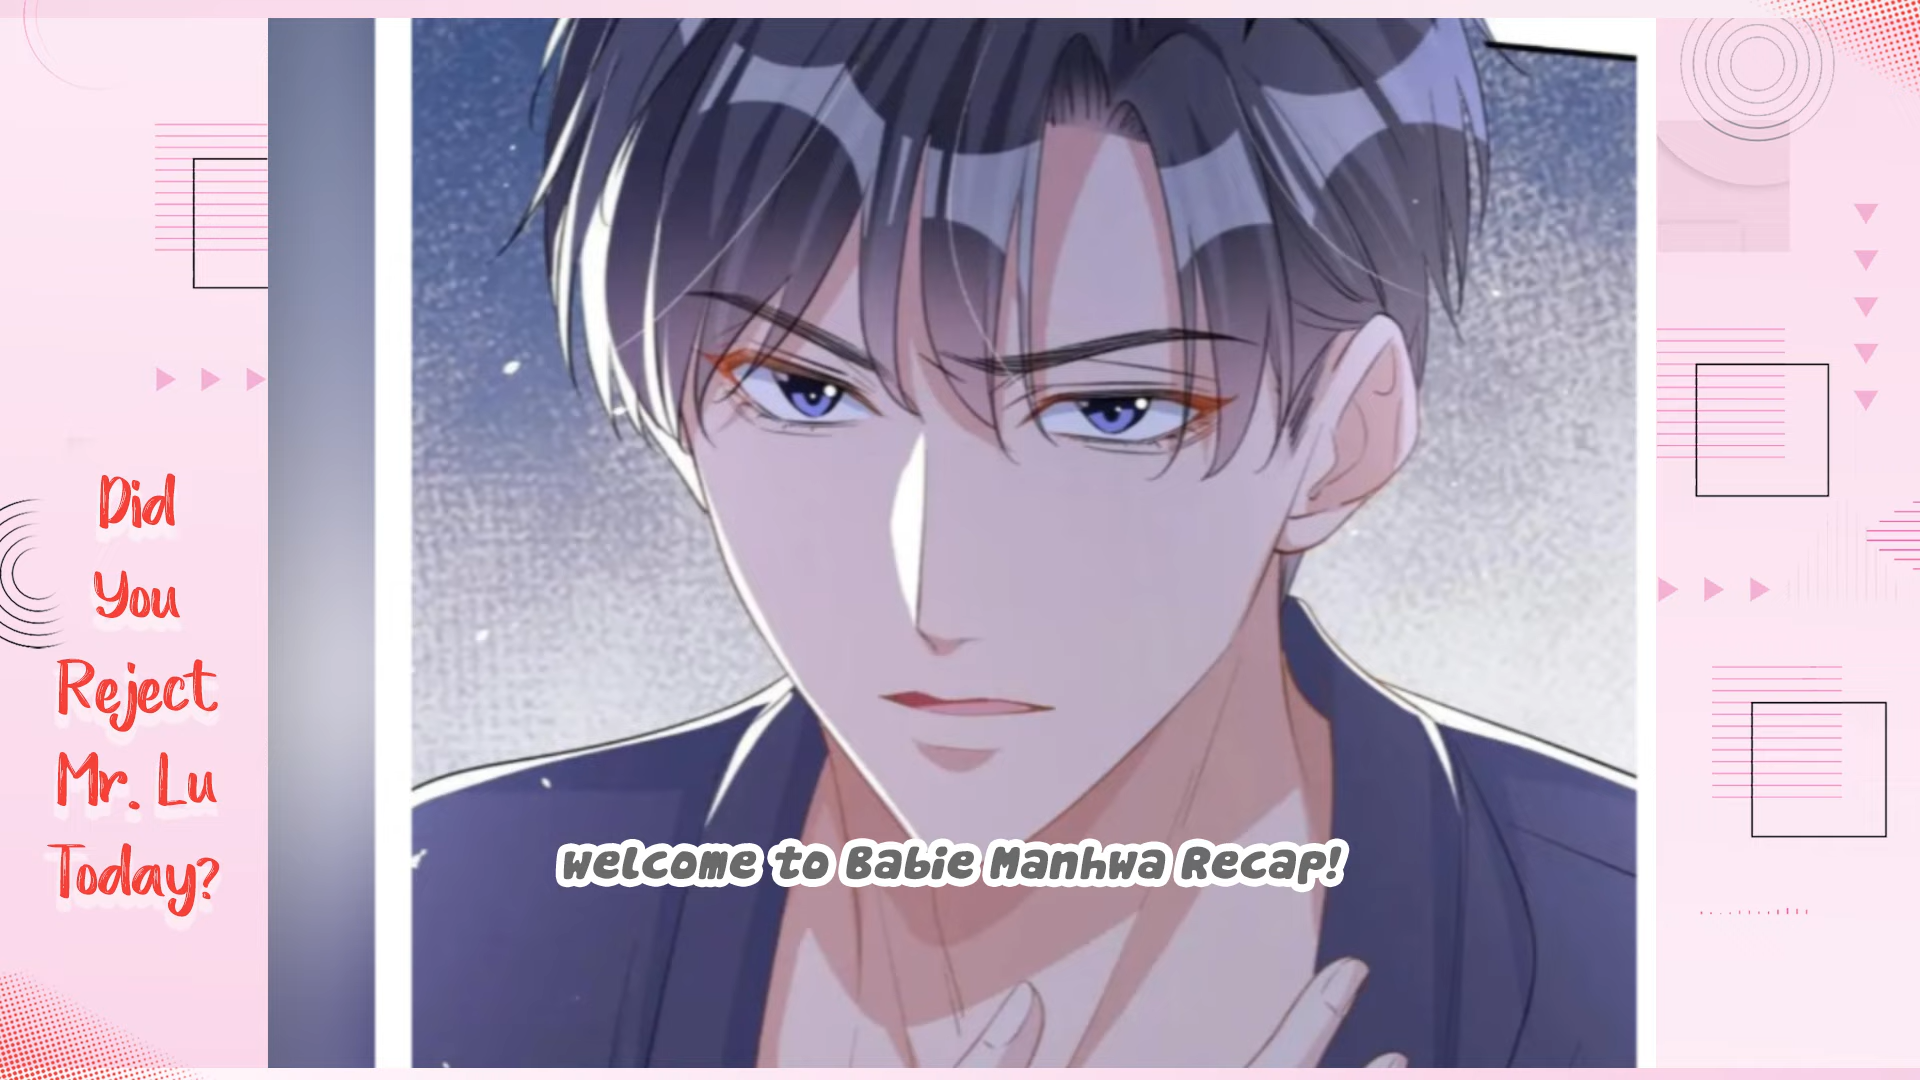 Did
You
Reject
Mr. Lu
Today?
welcome to Babie Manhwa Recap!